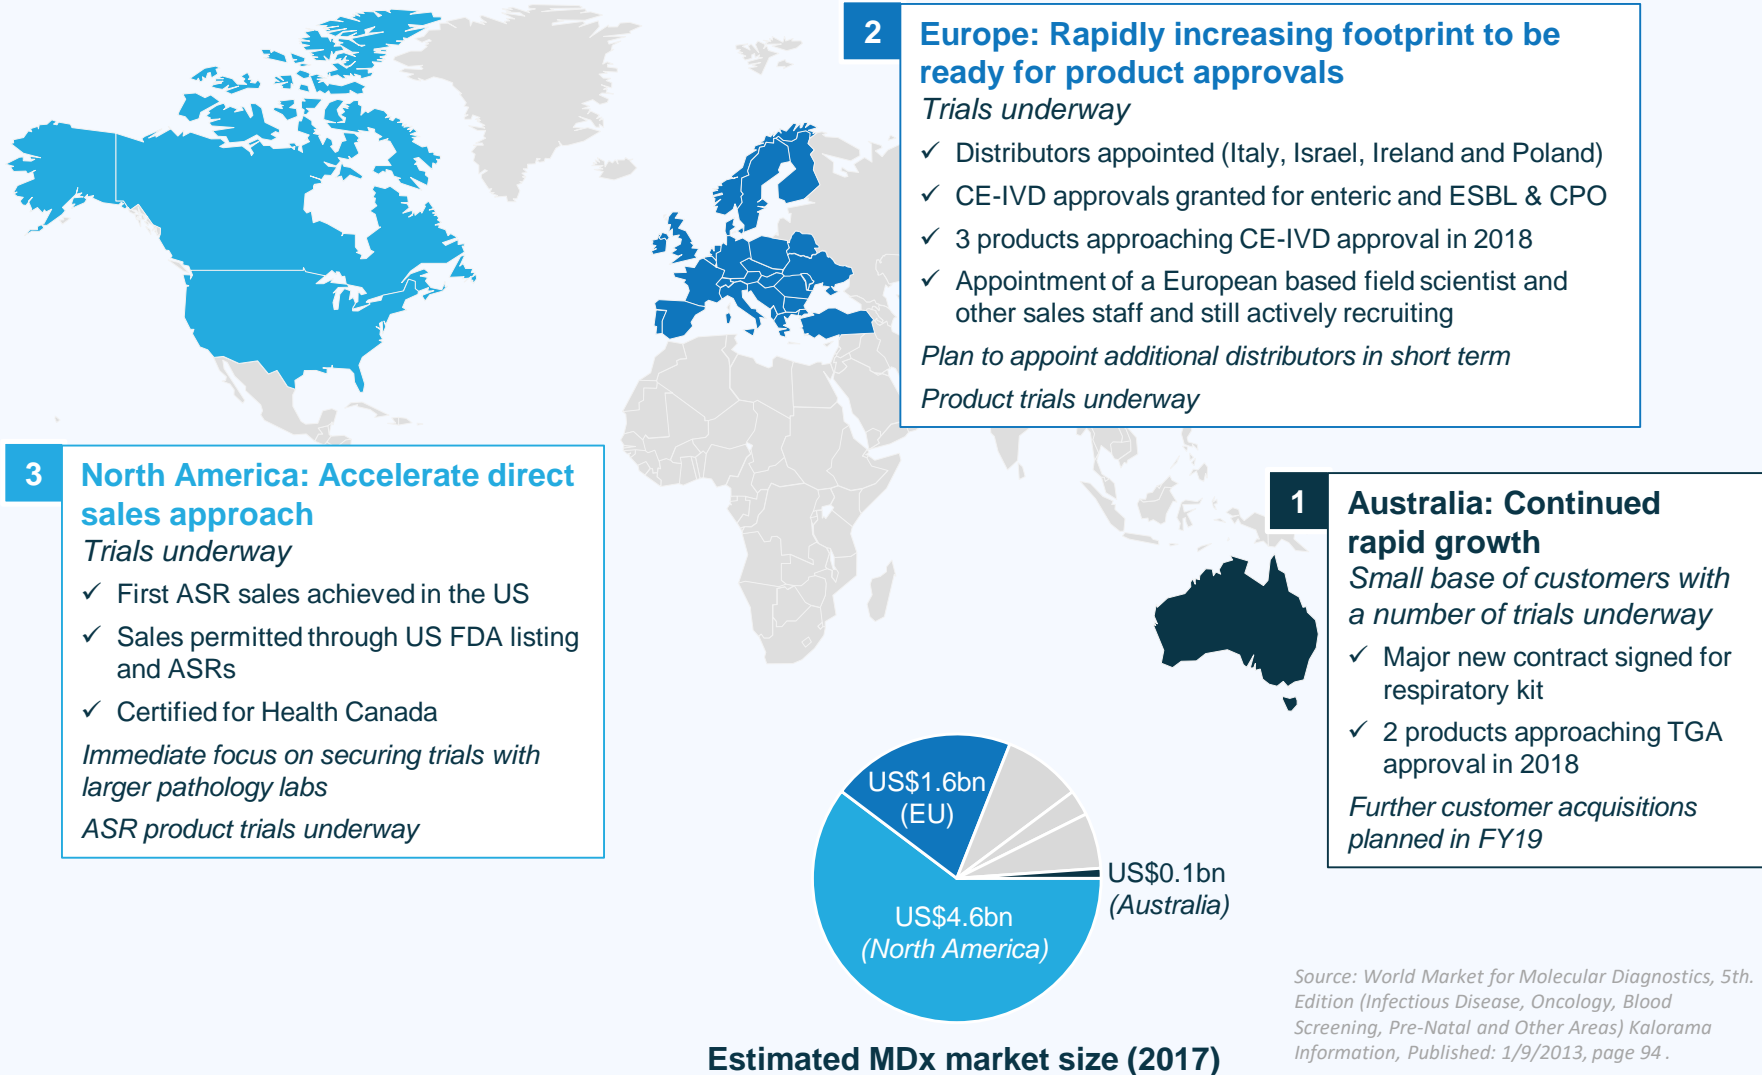 2
Europe: Rapidly increasing footprint to be
ready for product approvals
Trials underway
✓ Distributors appointed (Italy, Israel, Ireland and Poland)
✓ CE-IVD approvals granted for enteric and ESBL & CPO
✓ 3 products approaching CE-IVD approval in 2018
✓ Appointment of a European based field scientist and
other sales staff and still actively recruiting
Plan to appoint additional distributors in short term
Product trials underway
3
North America: Accelerate direct
sales approach
Trials underway
✓ First ASR sales achieved in the US
✓ Sales permitted through US FDA listing
and ASRs
✓ Certified for Health Canada
Immediate focus on securing trials with
larger pathology labs
ASR product trials underway
1
Australia: Continued
rapid growth
Small base of customers with
a number of trials underway
✓ Major new contract signed for
respiratory kit
✓ 2 products approaching TGA
approval in 2018
Further customer acquisitions
planned in FY19
US$1.6bn
(EU)
US$0.1bn
(Australia)
US$4.6bn
(North America)
Estimated MDx market size (2017)
Source: World Market for Molecular Diagnostics, 5th.
Edition (Infectious Disease, Oncology, Blood
Screening, Pre-Natal and Other Areas) Kalorama
Information, Published: 1/9/2013, page 94 .